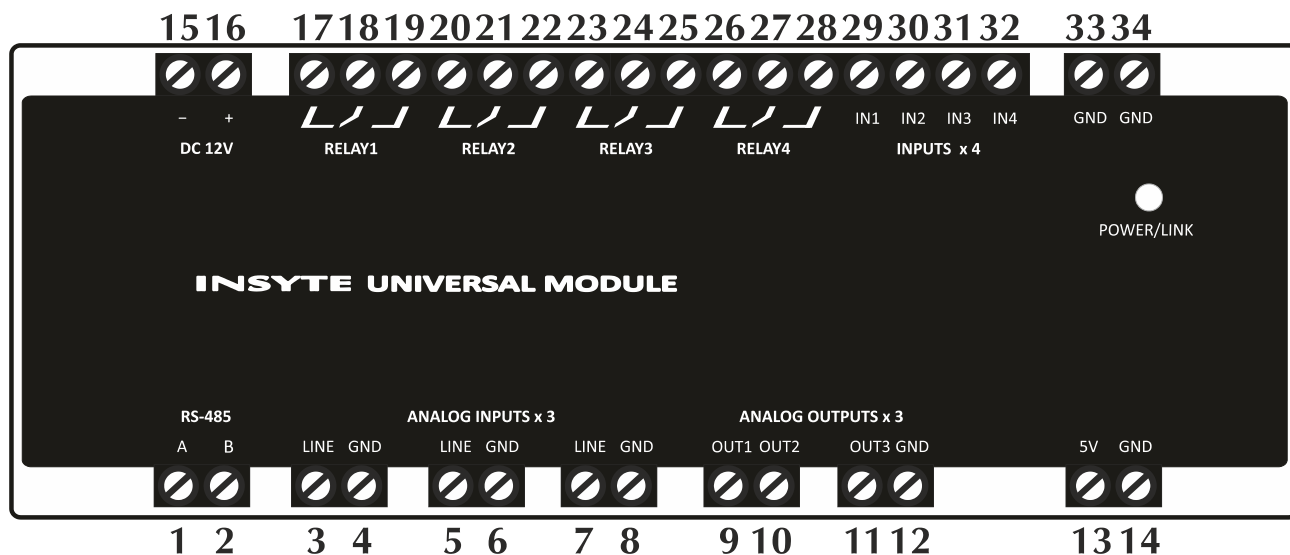 15 16 17 18 19 20 21 22 23 24 25 26 27 28 29 30 31 32 33 34
− + IN1 IN2 IN3 IN4 GND GND
DC 12V RELAY1 RELAY2 RELAY3 RELAY4 INPUTS x 4
POWER/LINK
INSYTE UNIVERSAL MODULE
RS-485 ANALOG INPUTS x 3 ANALOG OUTPUTS x 3
A B LINE GND LINE GND LINE GND OUT1 OUT2 OUT3 GND 5V GND
1 2 3 4 5 6 7 8 9 10 11 12 13 14